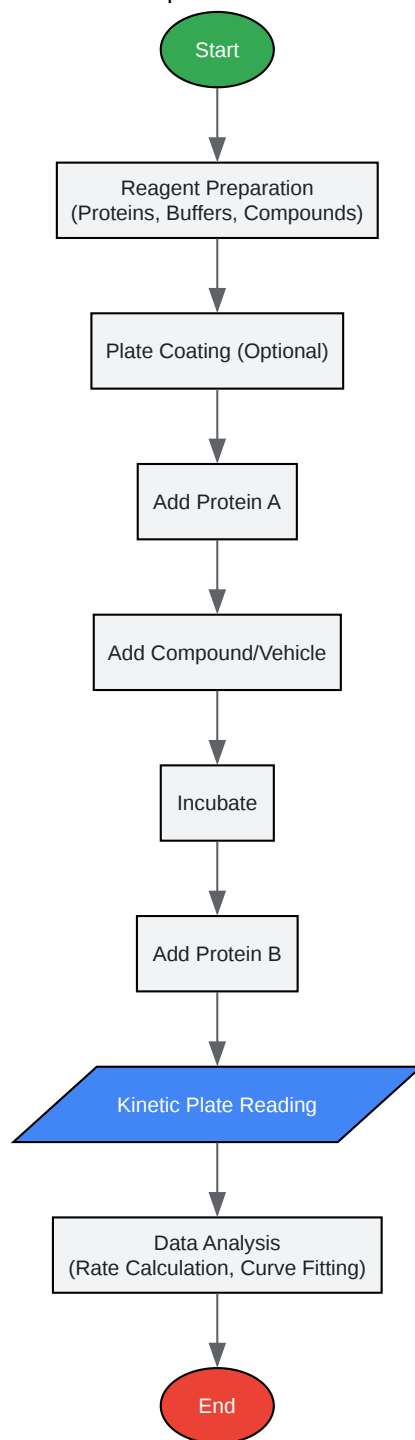 Start
Reagent Preparation
(Proteins, Buffers, Compounds)
Plate Coating (Optional)
Add Protein A
Add Compound/Vehicle
Incubate
Add Protein B
Kinetic Plate Reading
Data Analysis
(Rate Calculation, Curve Fitting)
End